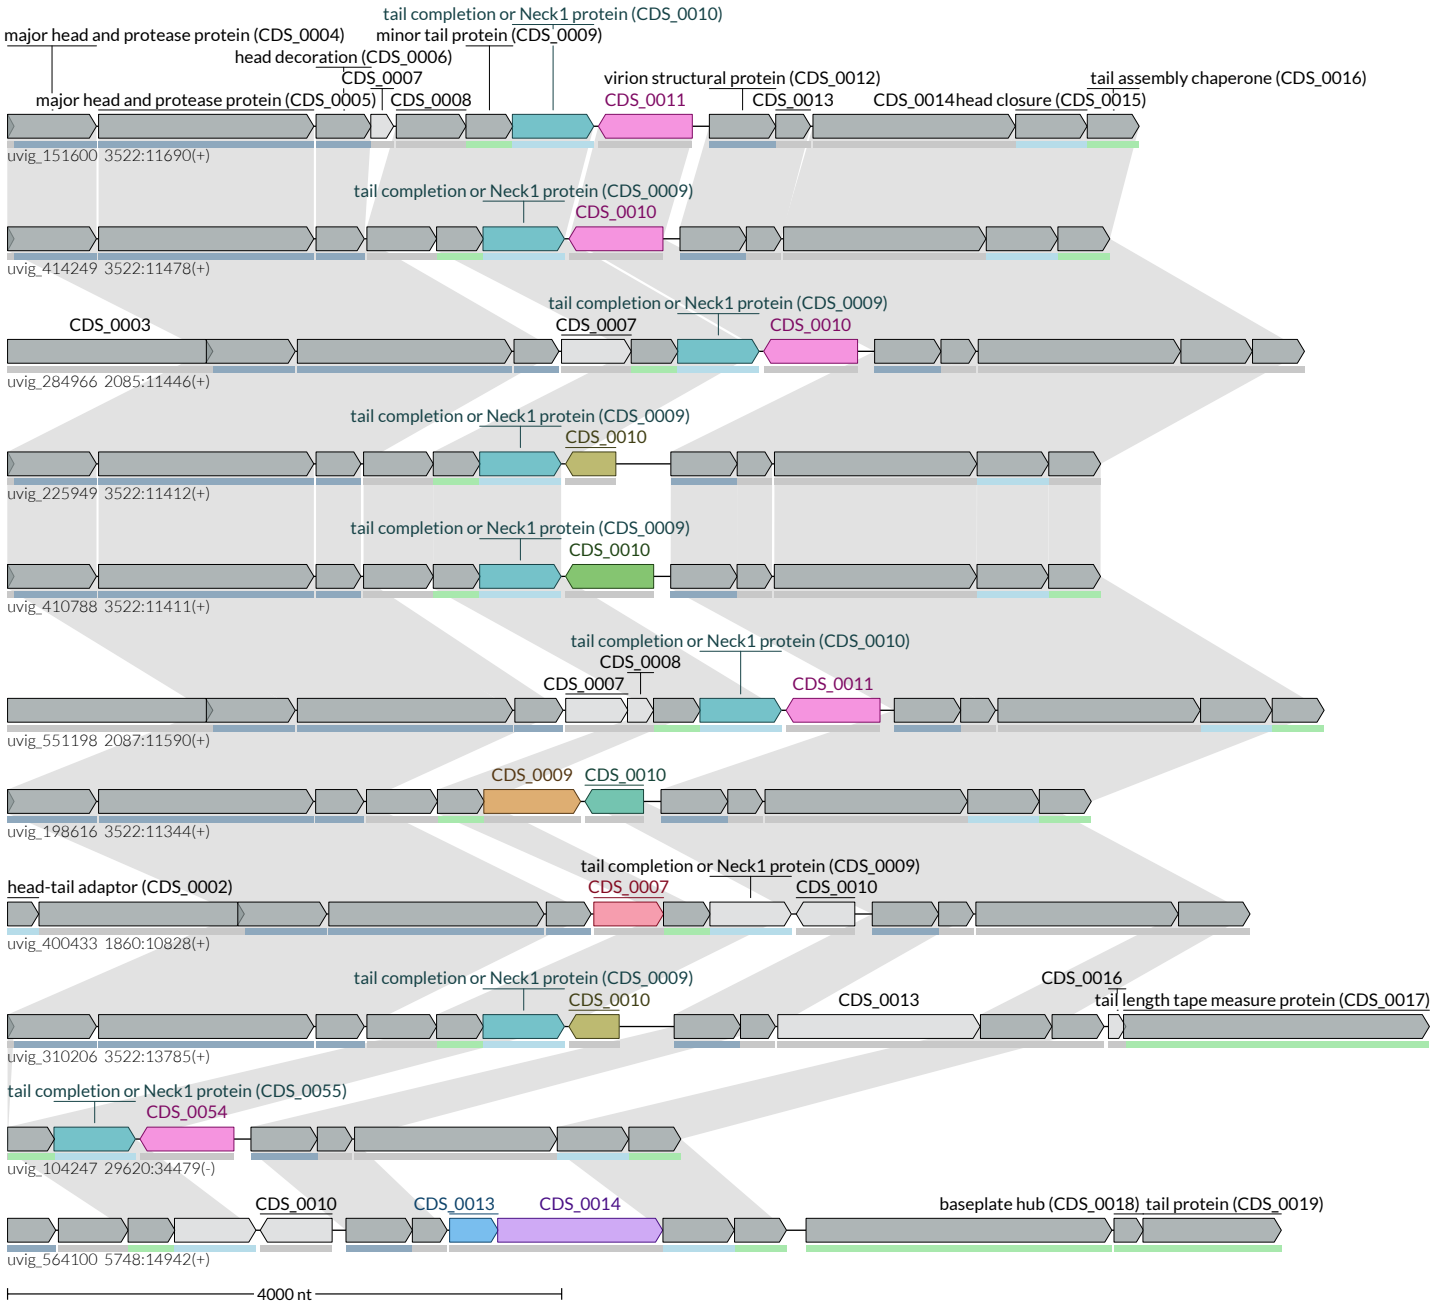 tail completion or Neck1 protein (CDS_0010)
major head and protease protein (CDS_0004)
minor tail protein (CDS_0009)
head decoration (CDS_0006)
CDS_0007
virion structural protein (CDS_0012)
tail assembly chaperone (CDS_0016)
major head and protease protein (CDS_0005)
CDS_0008
CDS_0011
CDS_0013
CDS_0014
head closure (CDS_0015)
uvig_151600 3522:11690(+)
tail completion or Neck1 protein (CDS_0009)
CDS_0010
uvig_414249 3522:11478(+)
tail completion or Neck1 protein (CDS_0009)
CDS_0003
CDS_0007
CDS_0010
uvig_284966 2085:11446(+)
tail completion or Neck1 protein (CDS_0009)
CDS_0010
uvig_225949 3522:11412(+)
tail completion or Neck1 protein (CDS_0009)
CDS_0010
uvig_410788 3522:11411(+)
tail completion or Neck1 protein (CDS_0010)
CDS_0008
CDS_0007
CDS_0011
uvig_551198 2087:11590(+)
CDS_0009
CDS_0010
uvig_198616 3522:11344(+)
tail completion or Neck1 protein (CDS_0009)
head-tail adaptor (CDS_0002)
CDS_0007
CDS_0010
uvig_400433 1860:10828(+)
tail completion or Neck1 protein (CDS_0009)
CDS_0016
CDS_0010
CDS_0013
tail length tape measure protein (CDS_0017)
uvig_310206 3522:13785(+)
tail completion or Neck1 protein (CDS_0055)
CDS_0054
uvig_104247 29620:34479(-)
CDS_0010
CDS_0013
CDS_0014
baseplate hub (CDS_0018)
tail protein (CDS_0019)
uvig_564100 5748:14942(+)
4000 nt